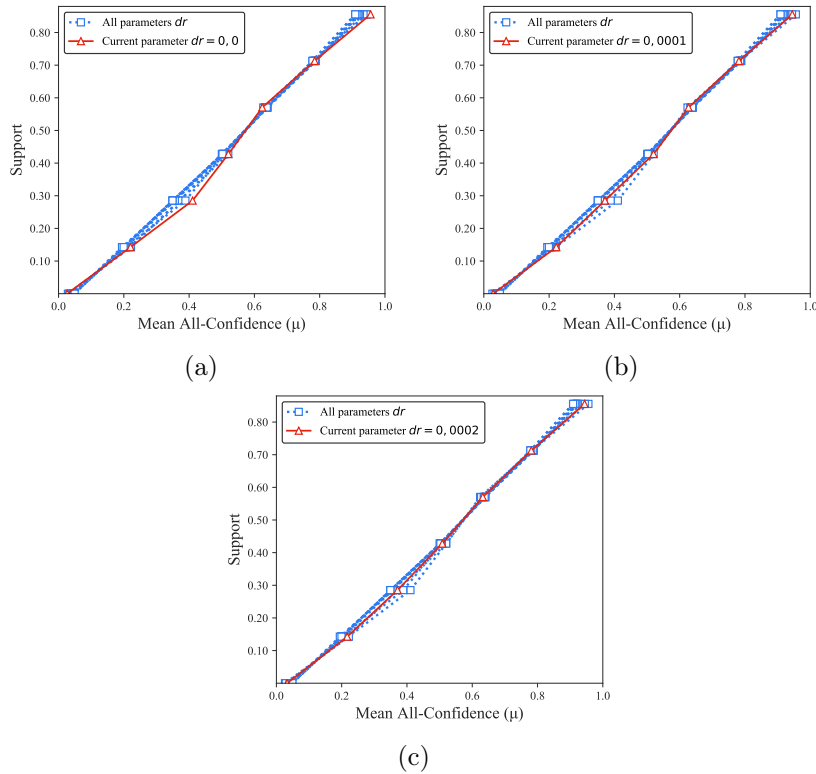 All parameters dr
Current parameter dr = 0, 0
0.80
0.70
0.60
0.50
0.40
0.30
0.20
0.10
Support
0.0
0.2
0.4
0.6
0.8
1.0
Mean All-Confidence (μ)
(a)
All parameters dr
Current parameter dr = 0, 0001
0.80
0.70
0.60
0.50
0.40
0.30
0.20
0.10
Support
0.0
0.2
0.4
0.6
0.8
1.0
Mean All-Confidence (μ)
(b)
All parameters dr
Current parameter dr = 0, 0002
0.80
0.70
0.60
0.50
0.40
0.30
0.20
0.10
Support
0.0
0.2
0.4
0.6
0.8
1.0
Mean All-Confidence (μ)
(c)